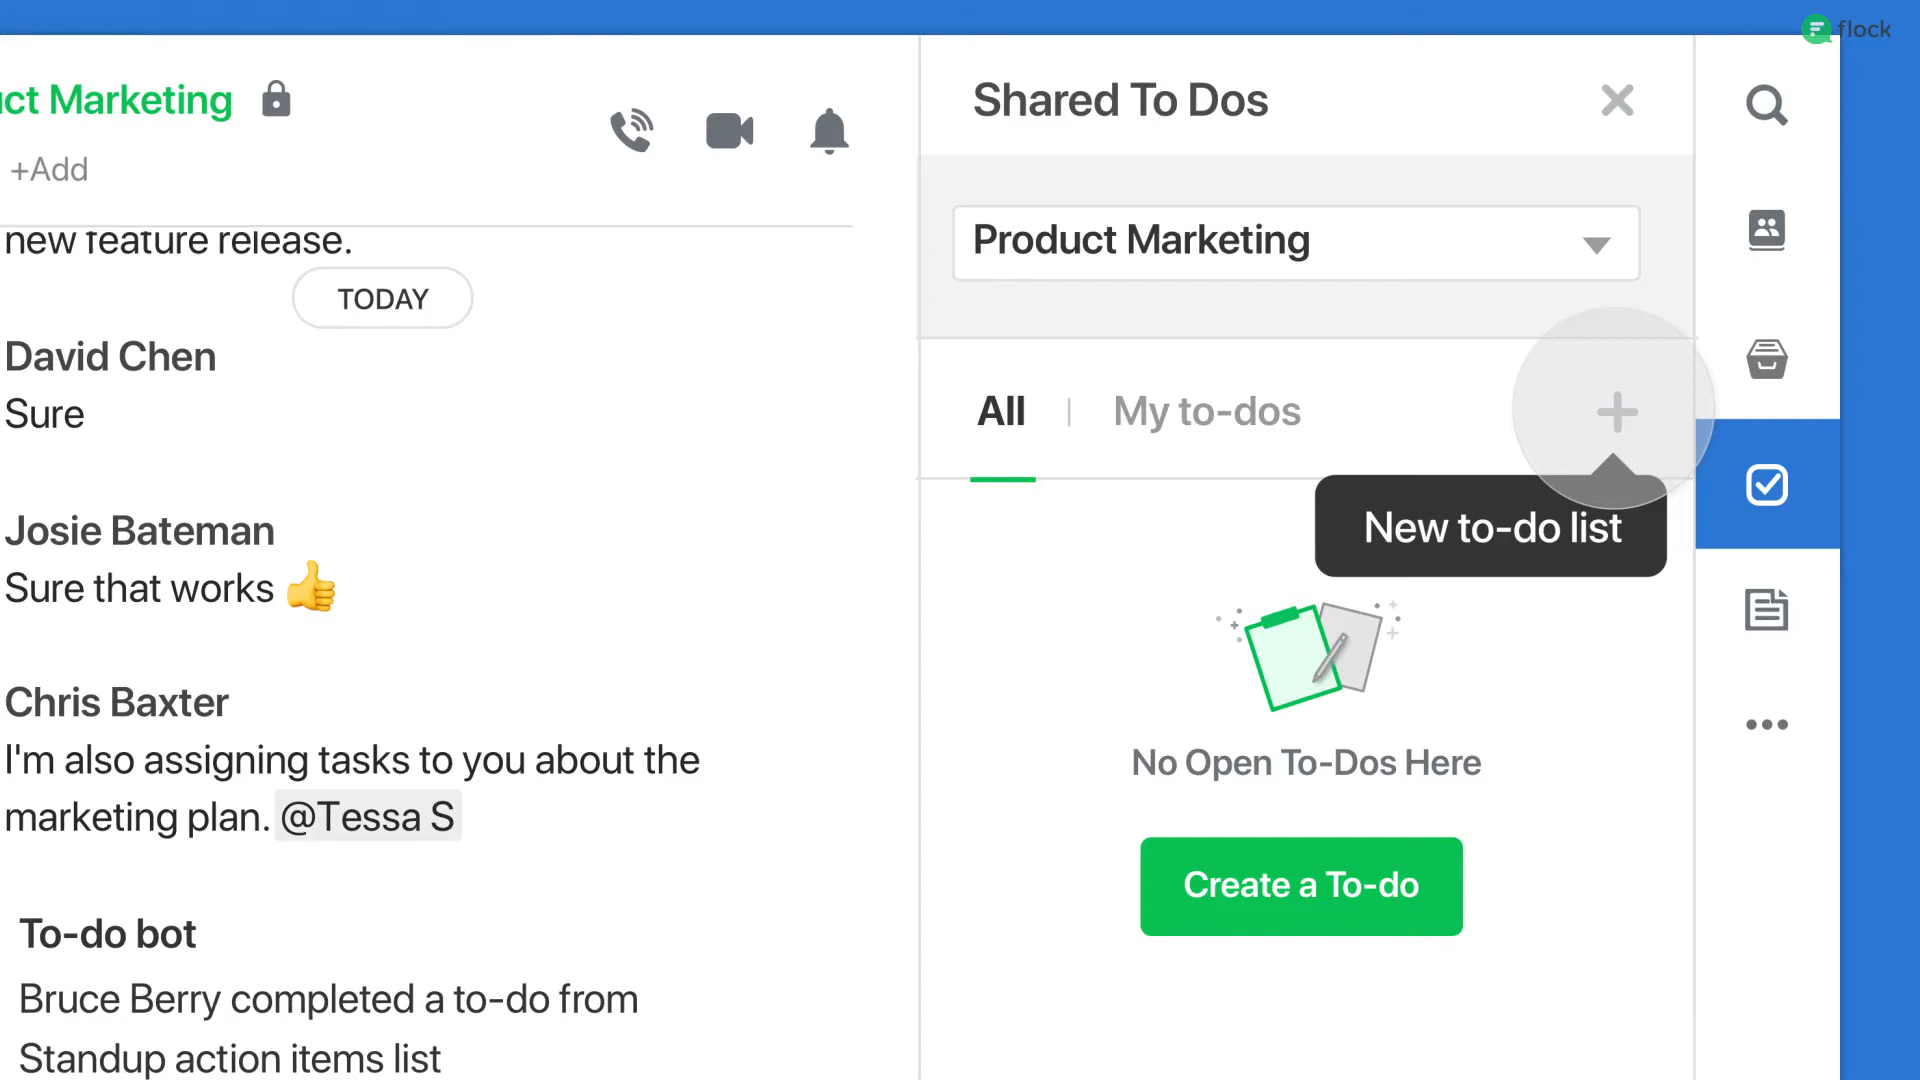 flock
ct Marketing
+Add
new feature release.
TODAY
David Chen
Sure
Josie Bateman
Sure that works 👍
Chris Baxter
I'm also assigning tasks to you about the
marketing plan. @Tessa S
To-do bot
Bruce Berry completed a to-do from
Standup action items list
Shared To Dos
Product Marketing
All | My to-dos
New to-do list
No Open To-Dos Here
Create a To-do